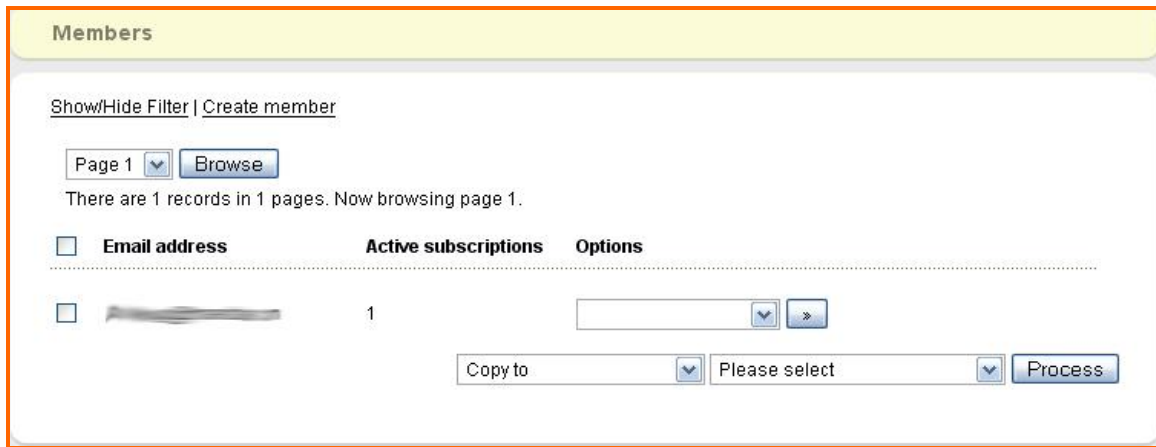 Members
Show/Hide Filter | Create member
Page 1 Browse
There are 1 records in 1 pages. Now browsing page 1.
Email address Active subscriptions Options
1 »
Copy to Please select Process